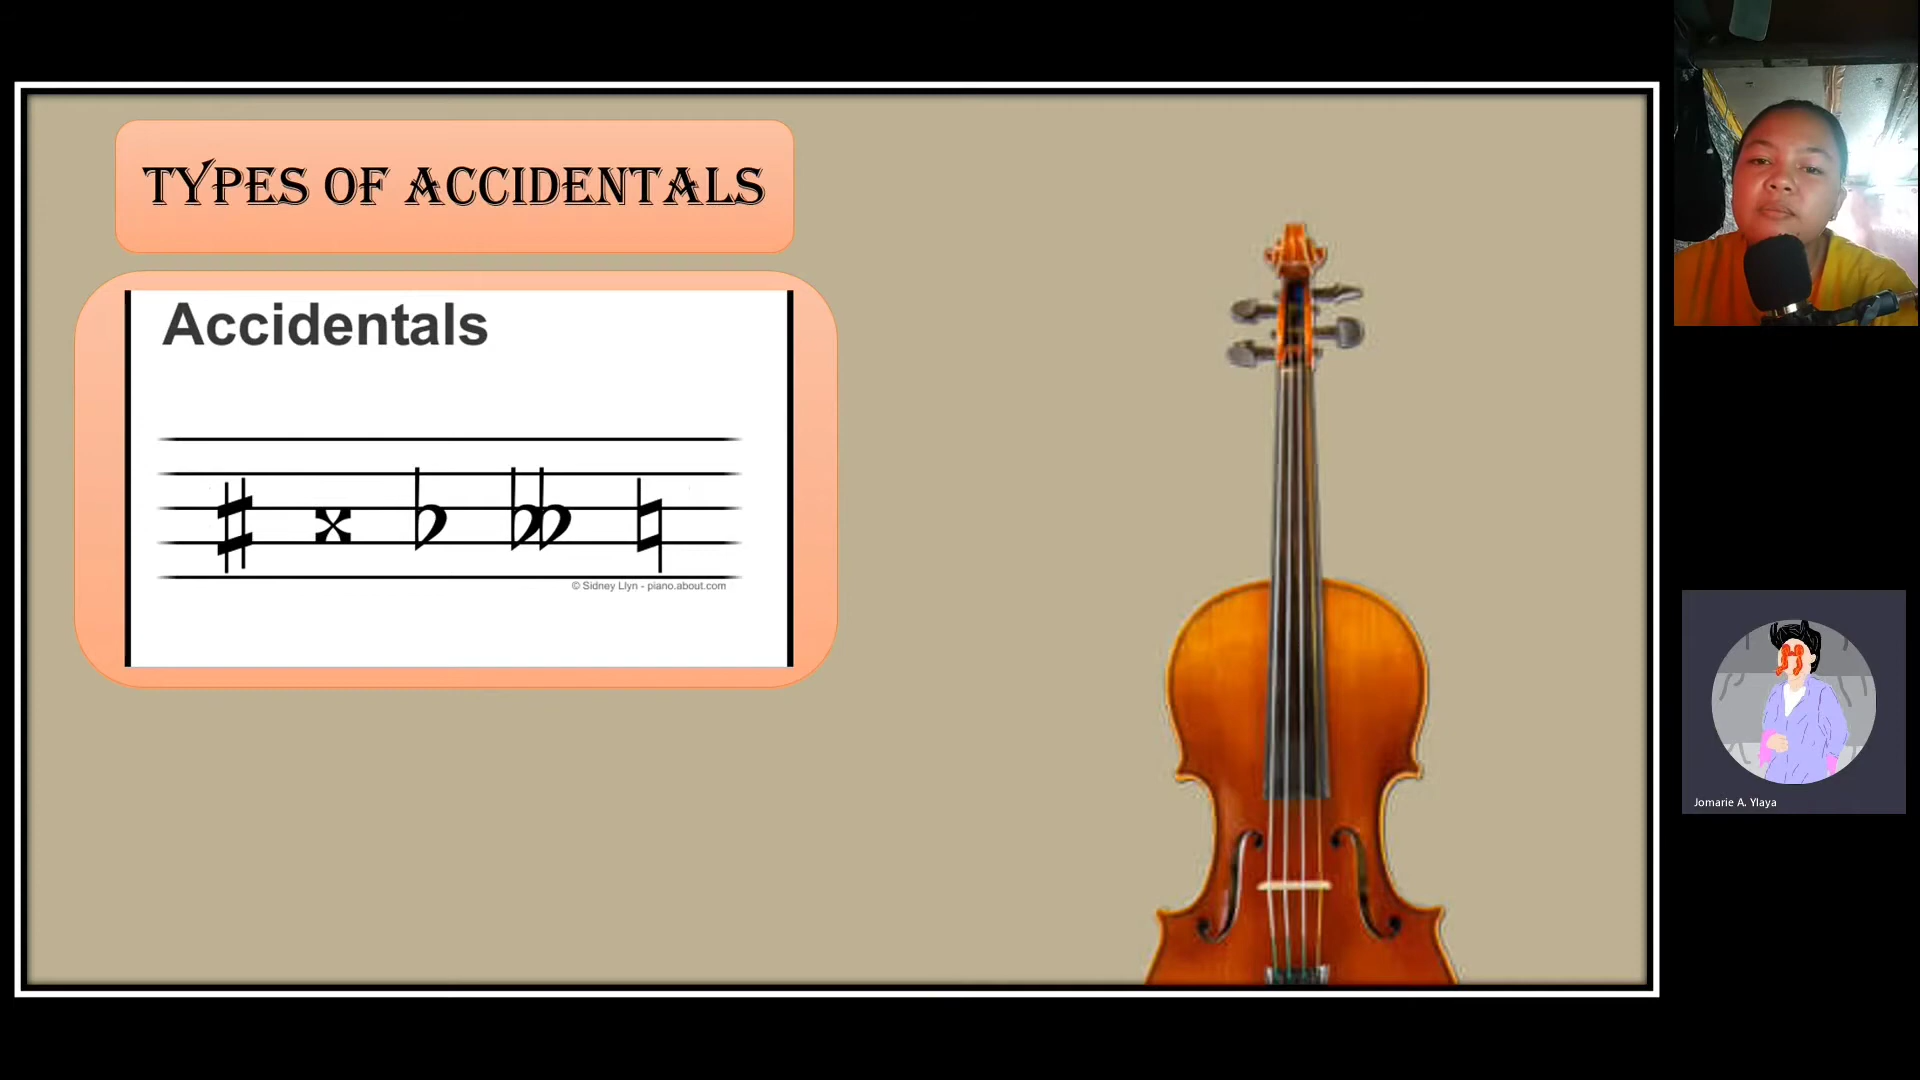 TYPES OF ACCIDENTALS
Accidentals
© Sidney Llyn - piano.about.com
Jomarie A. Ylaya